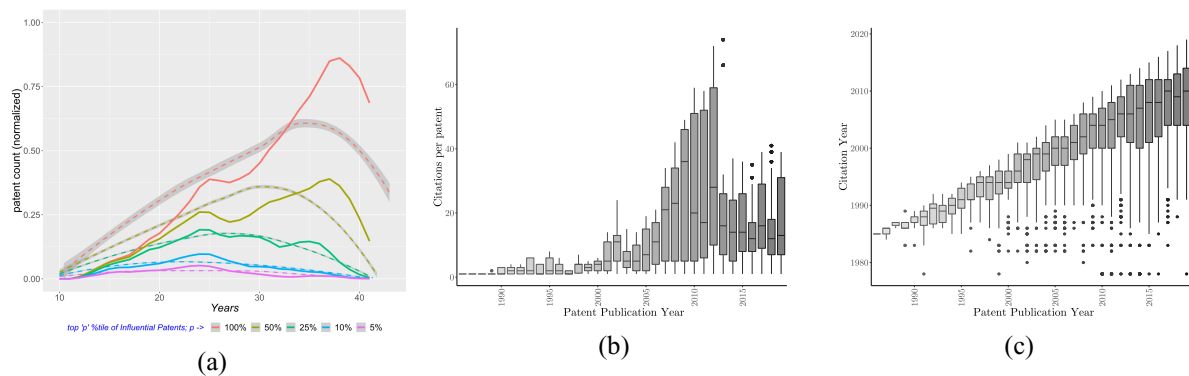 1.00
0.75
0.50
0.25
0.00
patent count (normalized)
10 20 30 40
Years
top 'p' %tile of Influential Patents; p -> 100% 50% 25% 10% 5%
(a)
60
40
20
0
Citations per patent
1990 1995 2000 2005 2010 2015
Patent Publication Year
(b)
2020
2010
2000
1990
1980
Citation Year
1990 1995 2000 2005 2010 2015
Patent Publication Year
(c)